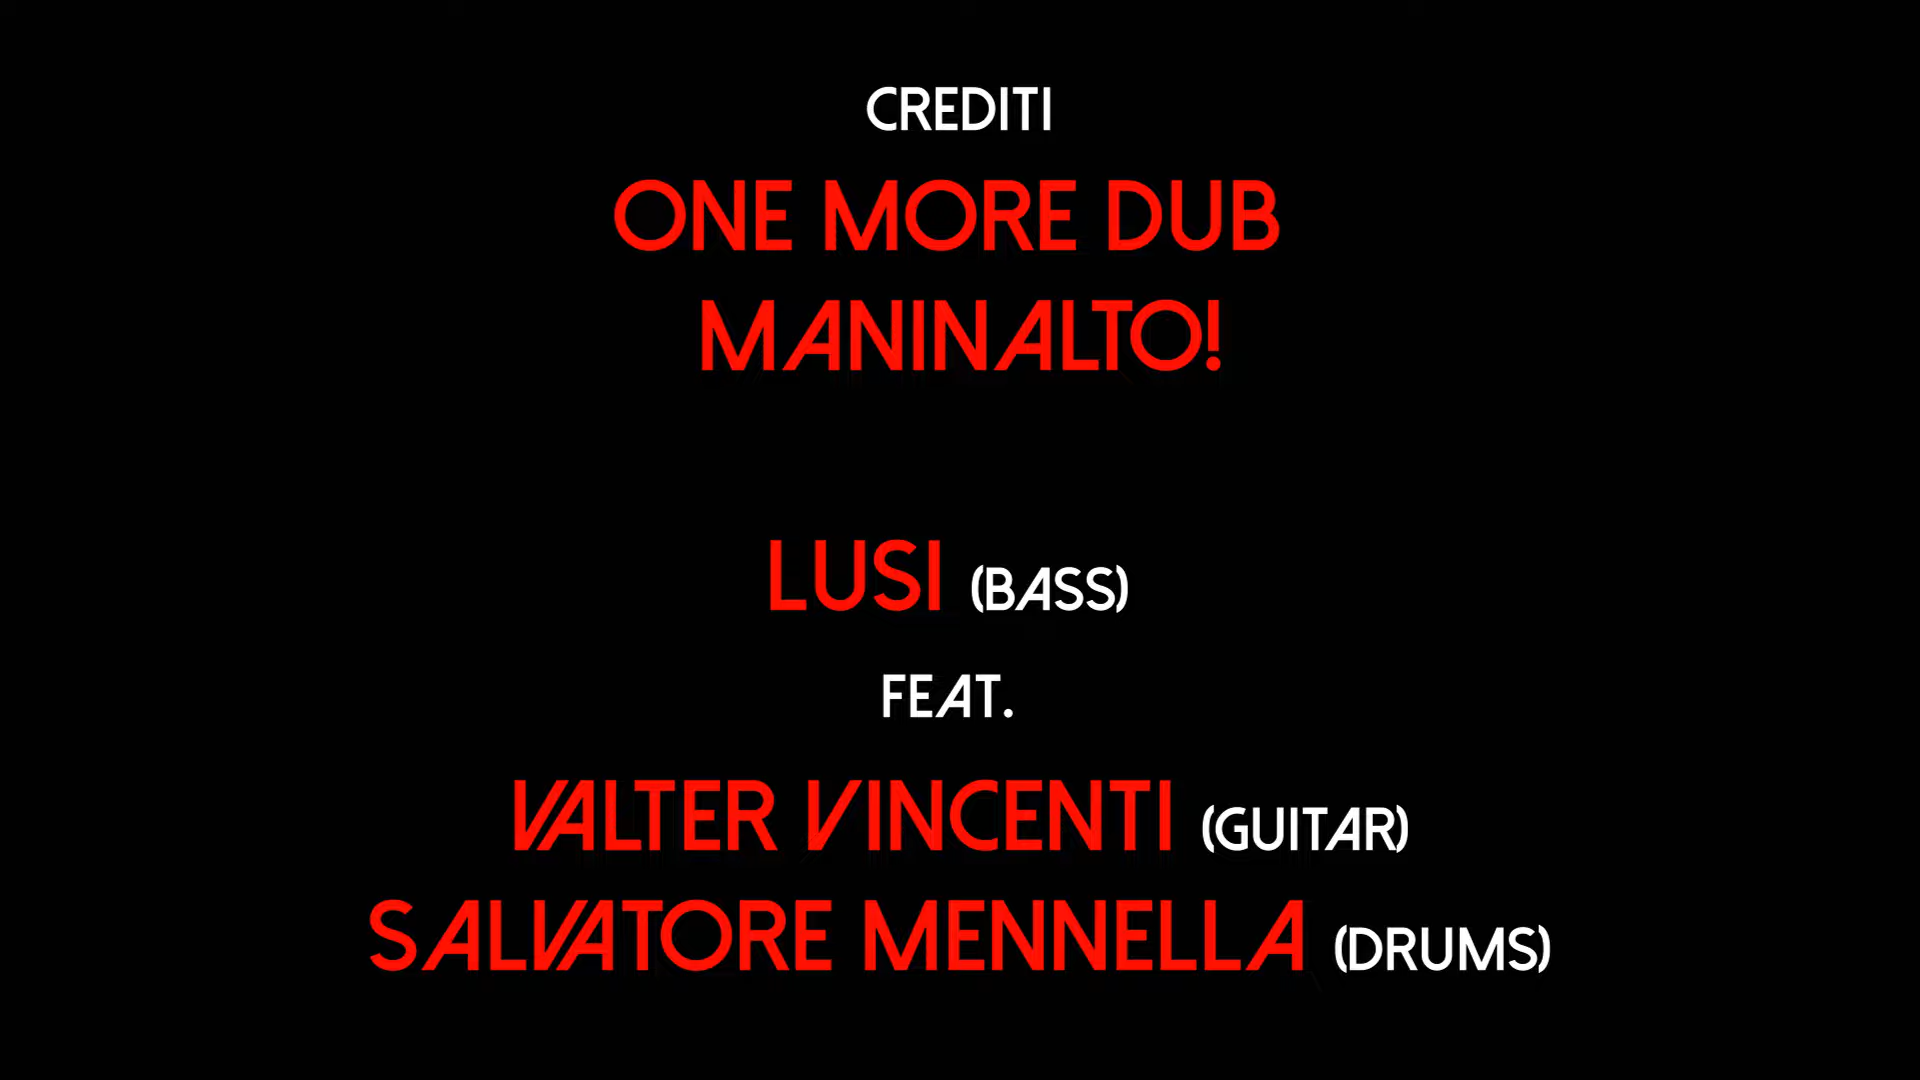 CREDITI
ONE MORE DUB
MANINALTO!
LUSI (BASS)
FEAT.
VALTER VINCENTI (GUITAR)
SALVATORE MENNELLA (DRUMS)